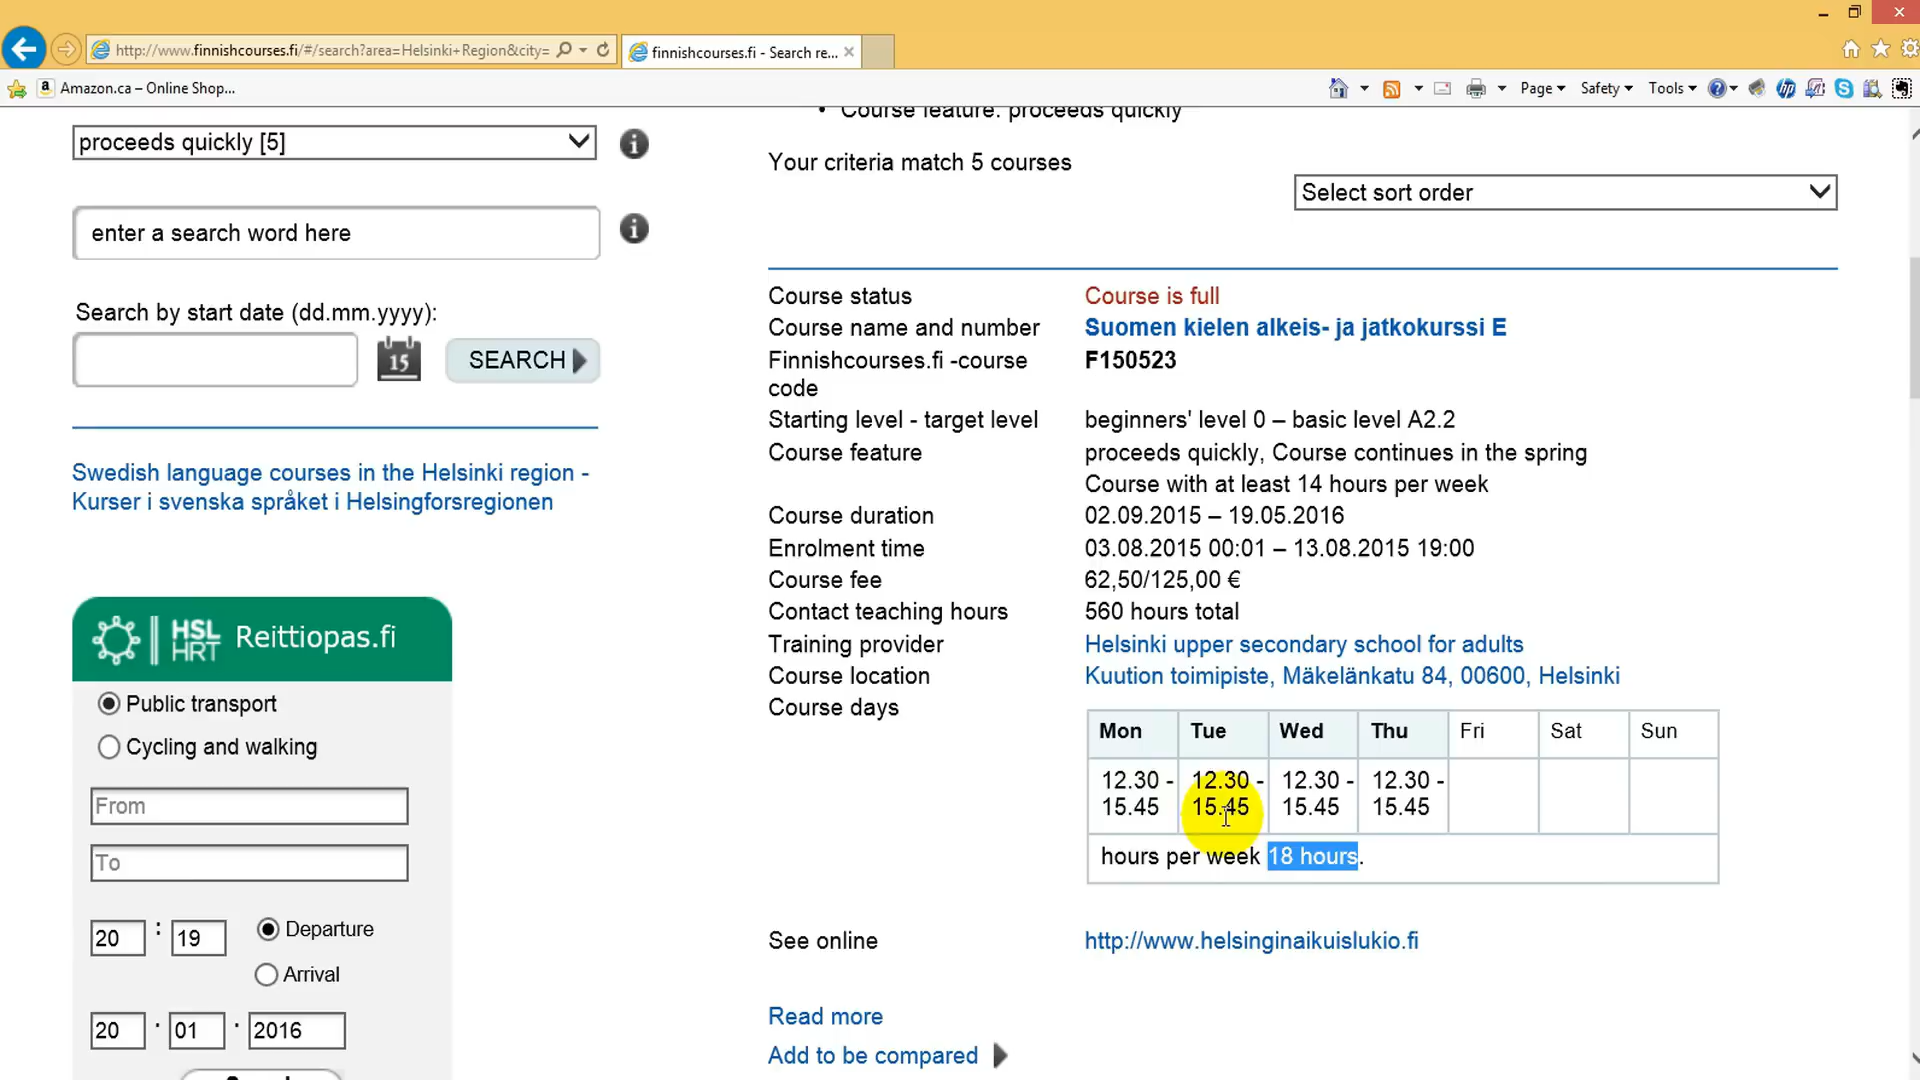 http://www.finnishcourses.fi/#/search?area=Helsinki+Region&city=
finnishcourses.fi - Search re...
Amazon.ca – Online Shop...
Page
Safety
Tools
proceeds quickly [5]
enter a search word here
Search by start date (dd.mm.yyyy):
15
SEARCH
Swedish language courses in the Helsinki region -
Kurser i svenska språket i Helsingforsregionen
HSL
HRT
Reittiopas.fi
Public transport
Cycling and walking
From
To
20 : 19
Departure
Arrival
20 . 01 . 2016
• Course feature: proceeds quickly
Your criteria match 5 courses
Select sort order
Course status Course is full
Course name and number Suomen kielen alkeis- ja jatkokurssi E
Finnishcourses.fi -course F150523
code
Starting level - target level beginners' level 0 – basic level A2.2
Course feature proceeds quickly, Course continues in the spring
Course with at least 14 hours per week
Course duration 02.09.2015 – 19.05.2016
Enrolment time 03.08.2015 00:01 – 13.08.2015 19:00
Course fee 62,50/125,00 €
Contact teaching hours 560 hours total
Training provider Helsinki upper secondary school for adults
Course location Kuution toimipiste, Mäkelänkatu 84, 00600, Helsinki
Course days
Mon Tue Wed Thu Fri Sat Sun
12.30 - 12.30 - 12.30 - 12.30 -
15.45 15.45 15.45 15.45
hours per week 18 hours.
See online http://www.helsinginaikuislukio.fi
Read more
Add to be compared